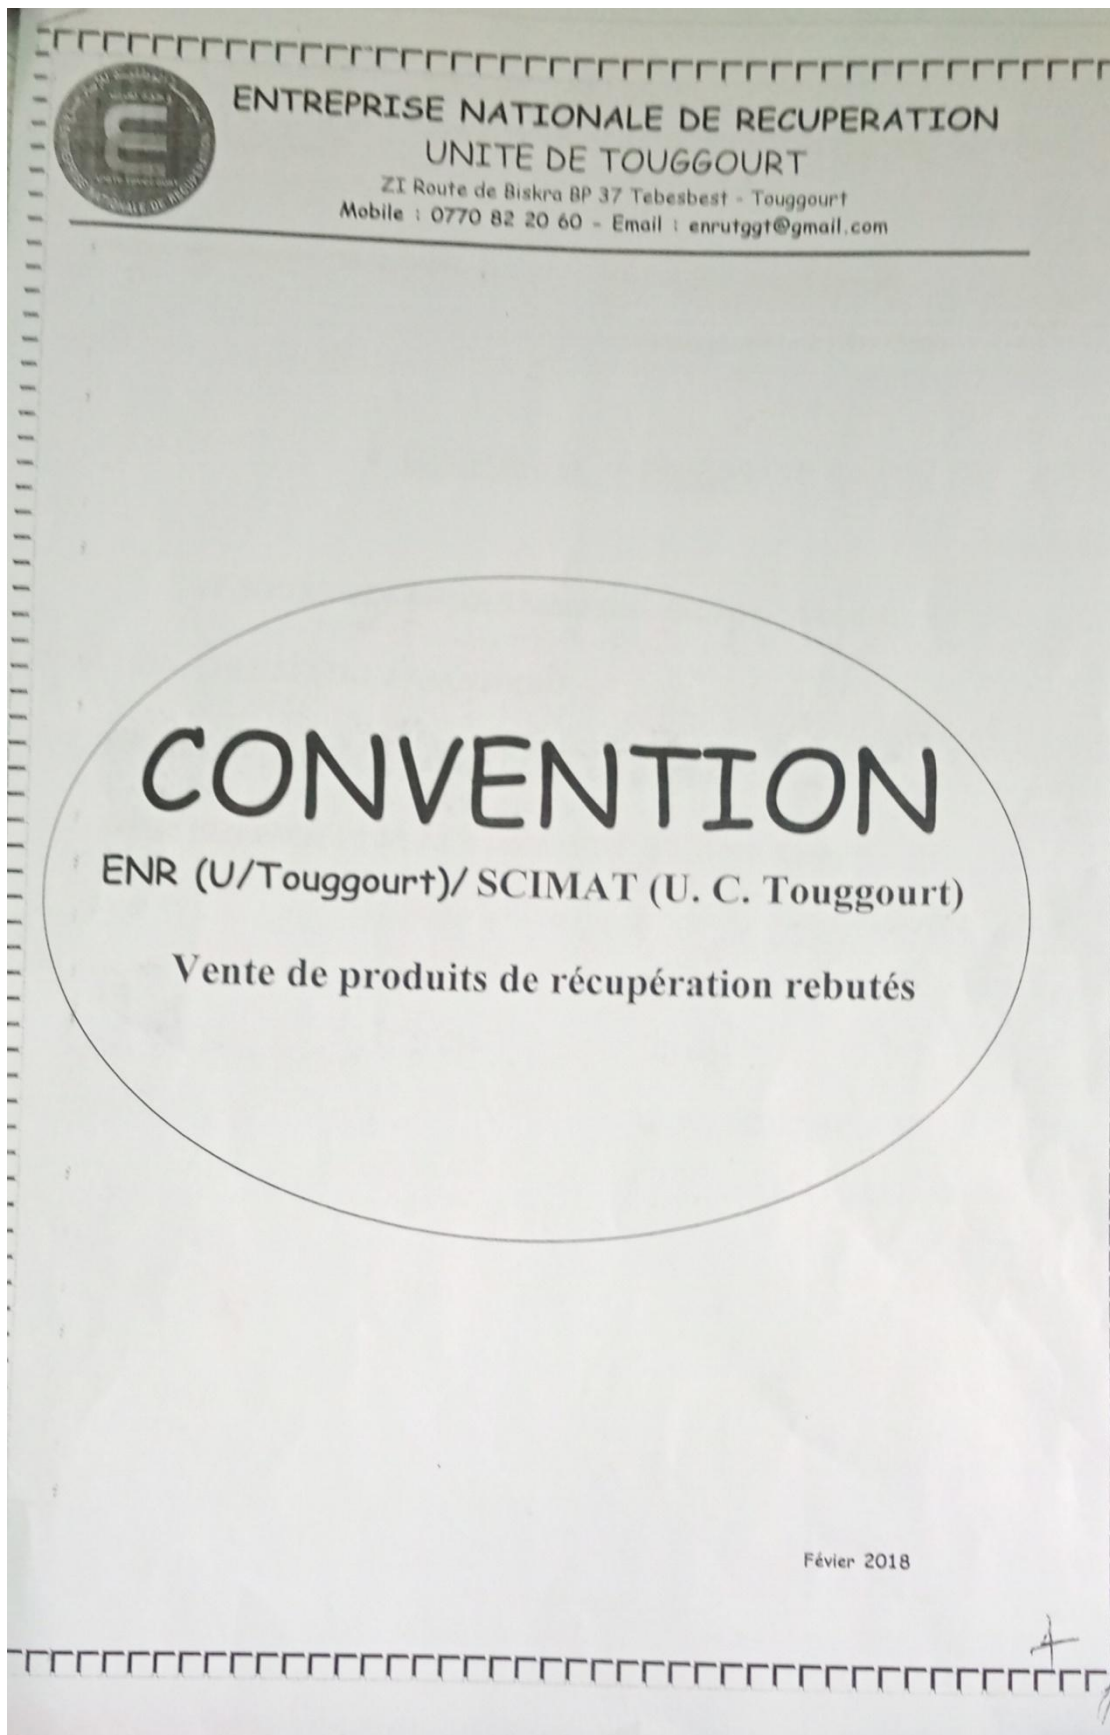 ENTREPRISE NATIONALE DE RECUPERATION
UNITE DE TOUGGOURT
ZI Route de Biskra BP 37 Tebesbest - Touggourt
Mobile : 0770 82 20 60 - Email : enrutggt@gmail.com
CONVENTION
ENR (U/Touggourt)/ SCIMAT (U. C. Touggourt)
Vente de produits de récupération rebutés
Févier 2018